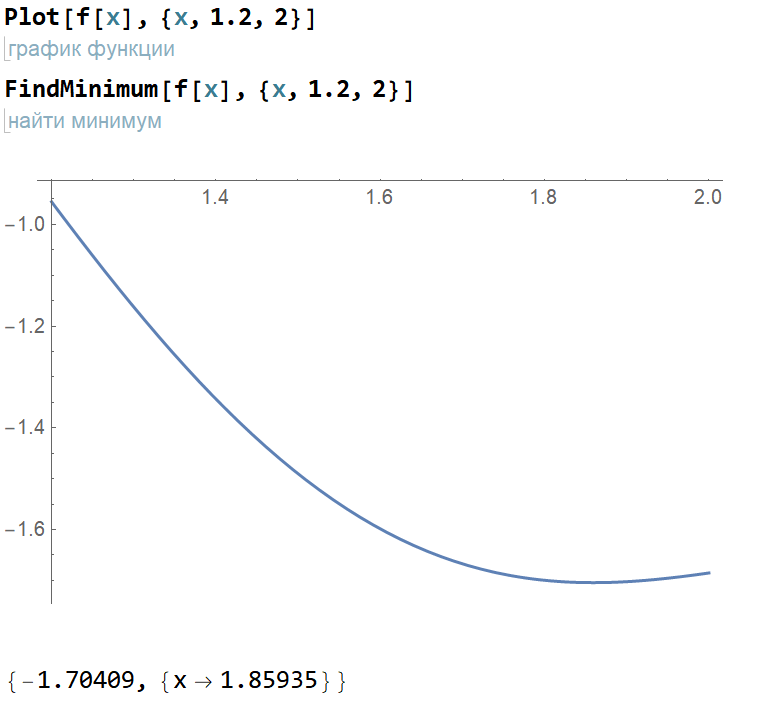 Plot[f[x], {x, 1.2, 2}]
график функции
FindMinimum[f[x], {x, 1.2, 2}]
найти минимум
1.4 1.6 1.8 2.0
-1.0
-1.2
-1.4
-1.6
{-1.70409, {x → 1.85935}}